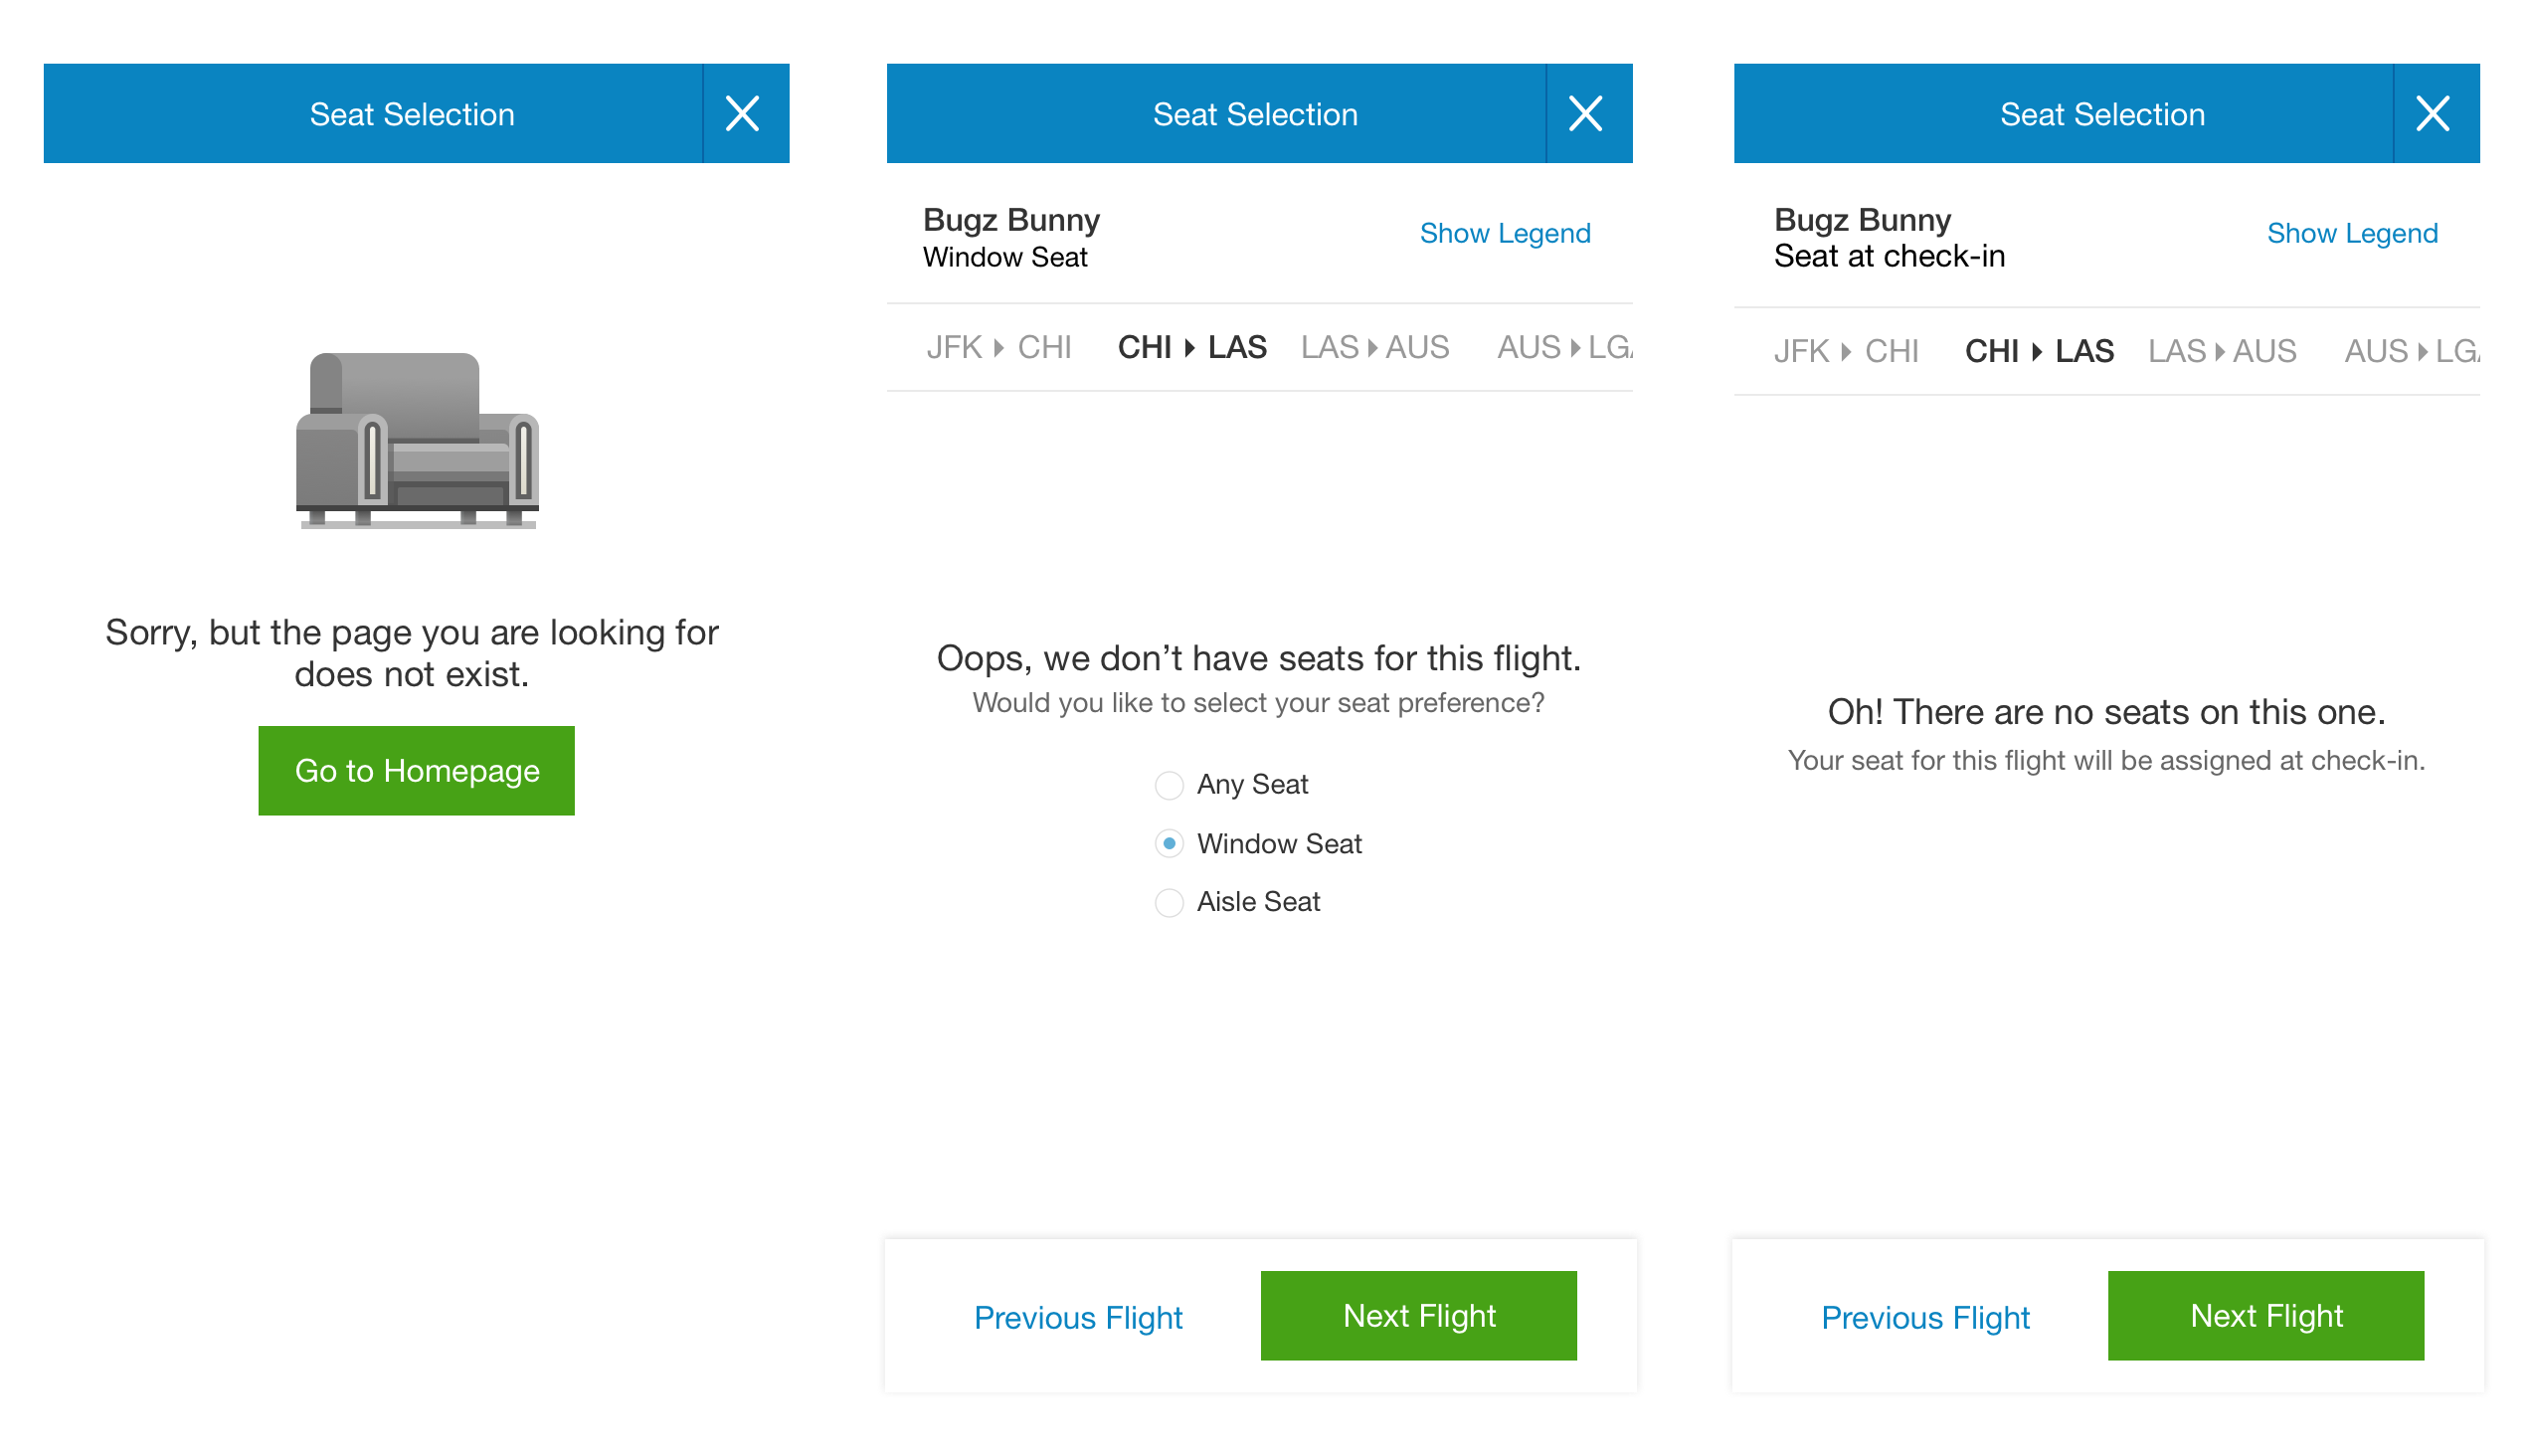 Seat Selection
Sorry, but the page you are looking for
does not exist.
Go to Homepage
Seat Selection
Bugz Bunny
Window Seat
Show Legend
JFK ▸ CHI CHI ▸ LAS LAS ▸ AUS AUS ▸ LGA
Oops, we don’t have seats for this flight.
Would you like to select your seat preference?
Any Seat
Window Seat
Aisle Seat
Previous Flight Next Flight
Seat Selection
Bugz Bunny
Seat at check-in
Show Legend
JFK ▸ CHI CHI ▸ LAS LAS ▸ AUS AUS ▸ LGA
Oh! There are no seats on this one.
Your seat for this flight will be assigned at check-in.
Previous Flight Next Flight